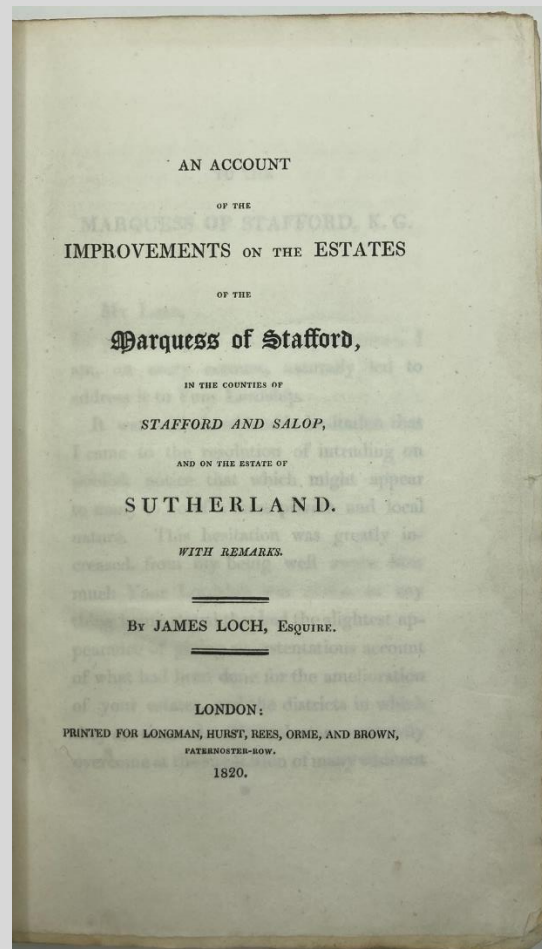 AN ACCOUNT
OF THE
IMPROVEMENTS ON THE ESTATES
OF THE
Marquess of Stafford,
IN THE COUNTIES OF
STAFFORD AND SALOP,
AND ON THE ESTATE OF
SUTHERLAND.
WITH REMARKS.
BY JAMES LOCH, ESQUIRE.
LONDON:
PRINTED FOR LONGMAN, HURST, REES, ORME, AND BROWN,
PATERNOSTER-ROW.
1820.